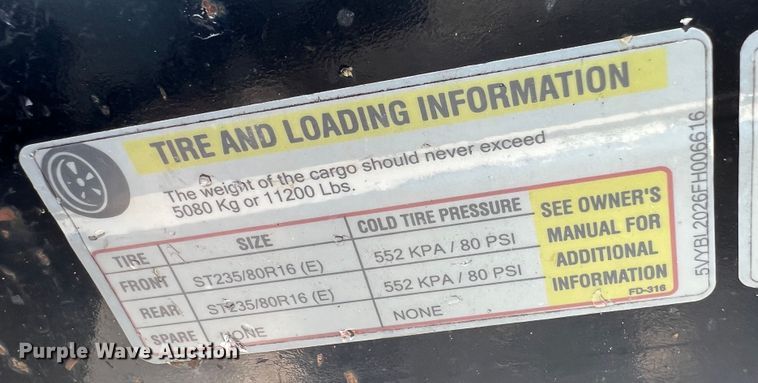 TIRE AND LOADING INFORMATION
The weight of the cargo should never exceed
5080 Kg or 11200 Lbs.
TIRE SIZE COLD TIRE PRESSURE
FRONT ST235/80R16 (E) 552 KPA / 80 PSI
REAR ST235/80R16 (E) 552 KPA / 80 PSI
SPARE NONE NONE
SEE OWNER'S
MANUAL FOR
ADDITIONAL
INFORMATION
FD-316
5VYBL2026FH006616
Purple Wave Auction